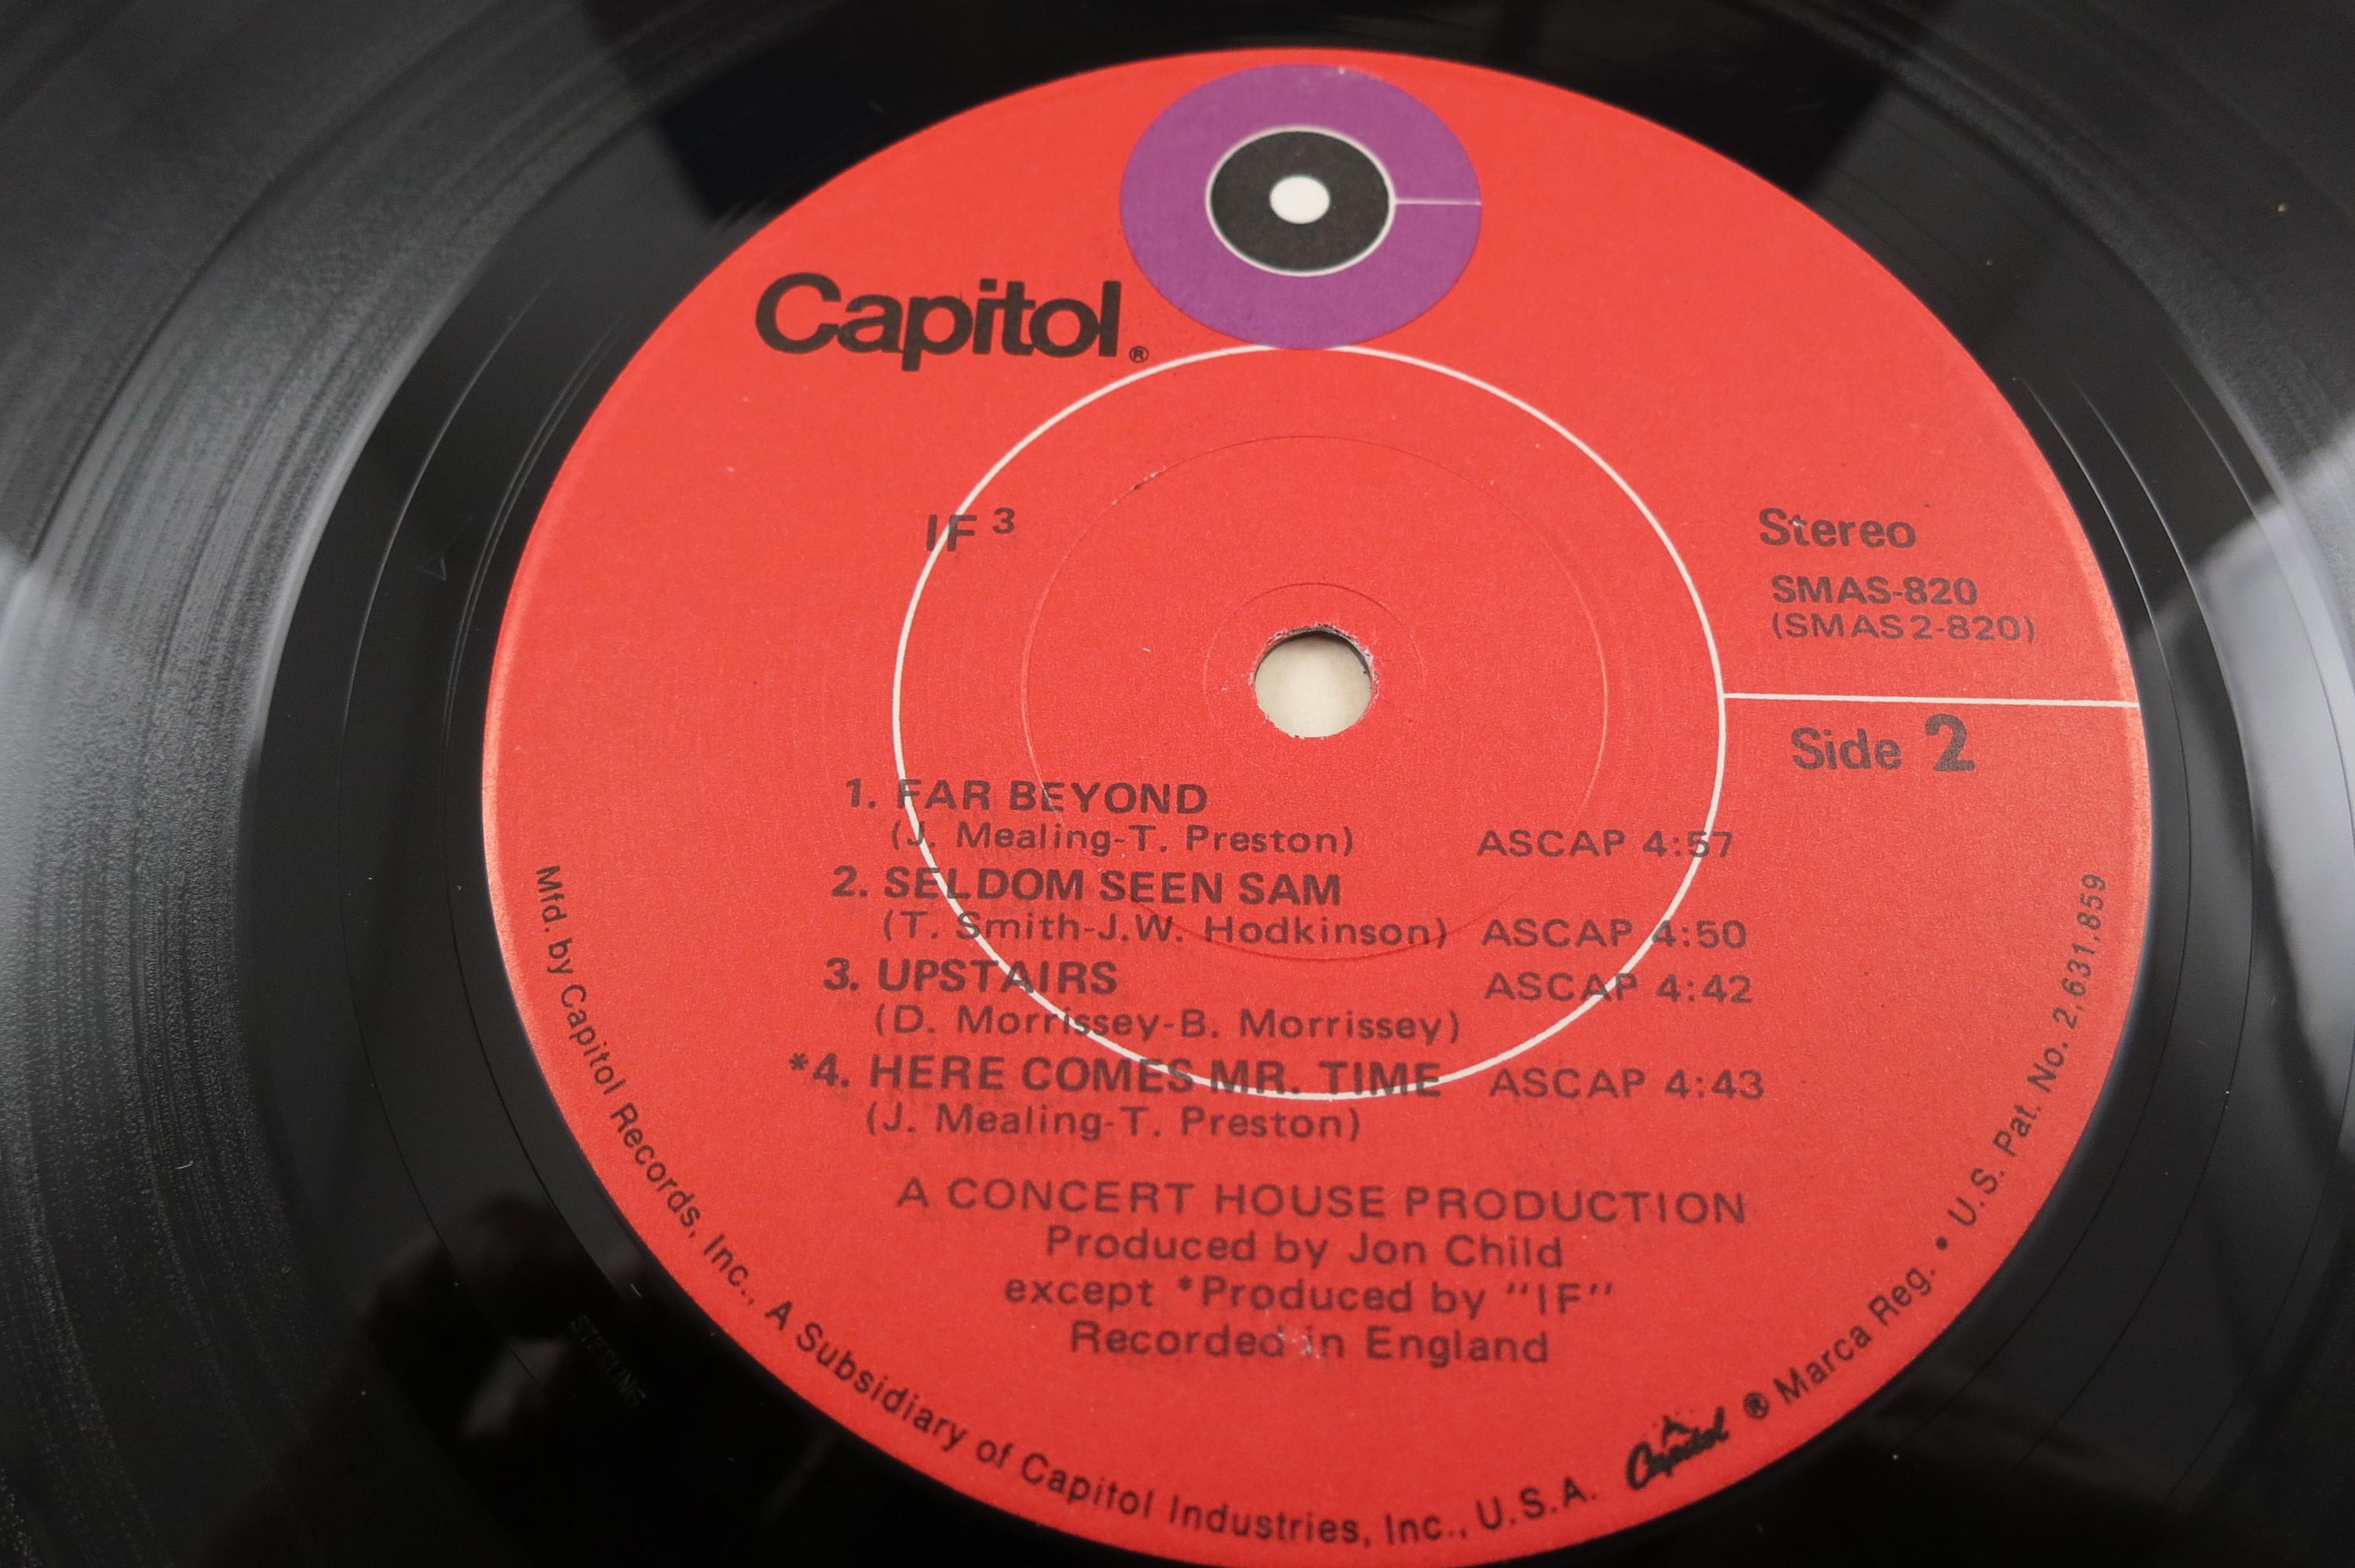 Capitol®
IF 3
Stereo
SMAS-820
(SMAS2-820)
Side 2
1. FAR BEYOND
(J. Mealing-T. Preston) ASCAP 4:57
2. SELDOM SEEN SAM
(T. Smith-J.W. Hodkinson) ASCAP 4:50
3. UPSTAIRS ASCAP 4:42
(D. Morrissey-B. Morrissey)
*4. HERE COMES MR. TIME ASCAP 4:43
(J. Mealing-T. Preston)
A CONCERT HOUSE PRODUCTION
Produced by Jon Child
except *Produced by "IF"
Recorded in England
Mfd. by Capitol Records, Inc., A Subsidiary of Capitol Industries, Inc., U.S.A. Capitol ® Marca Reg. • U.S. Pat. No. 2,631,859
STERLING